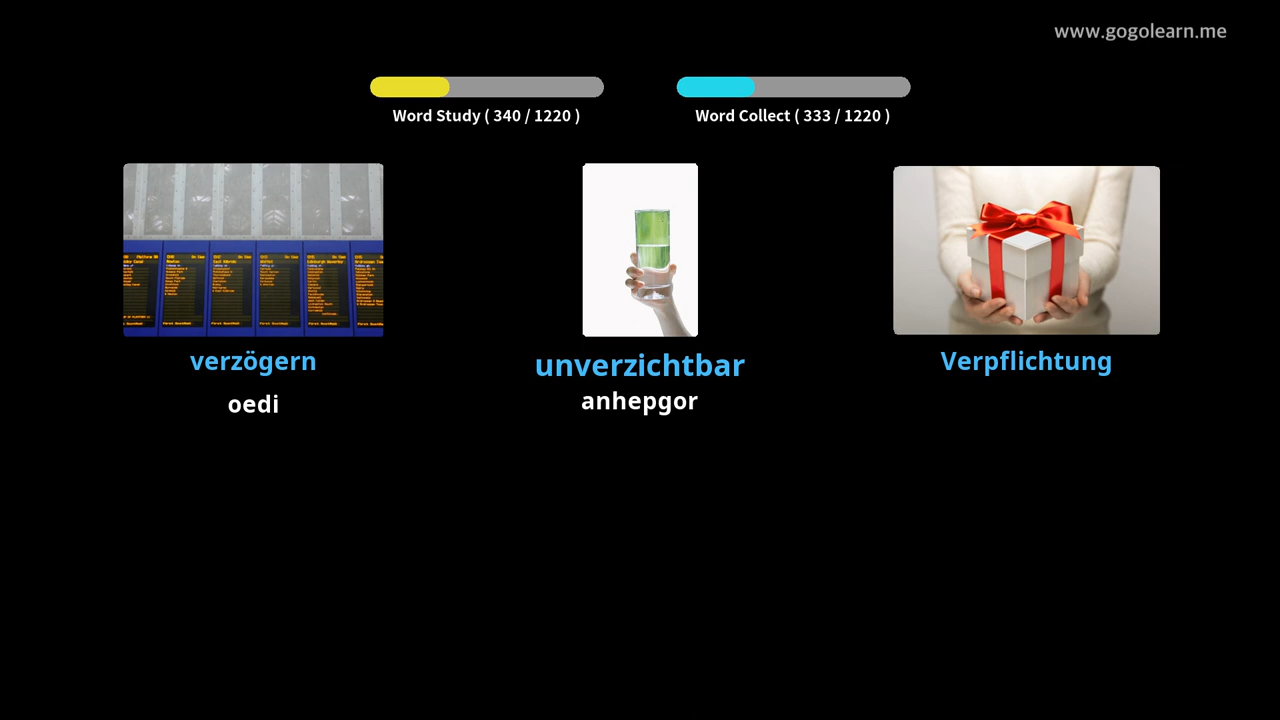 www.gogolearn.me
Word Study ( 340 / 1220 )
Word Collect ( 333 / 1220 )
verzögern
unverzichtbar
Verpflichtung
oedi
anhepgor